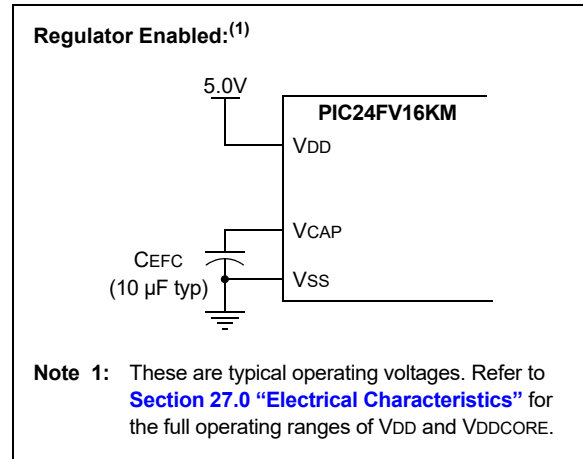 Regulator Enabled:(1)
5.0V
PIC24FV16KM
VDD
VCAP
CEFC
(10 µF typ)
VSS
Note 1: These are typical operating voltages. Refer to
Section 27.0 “Electrical Characteristics” for
the full operating ranges of VDD and VDDCORE.